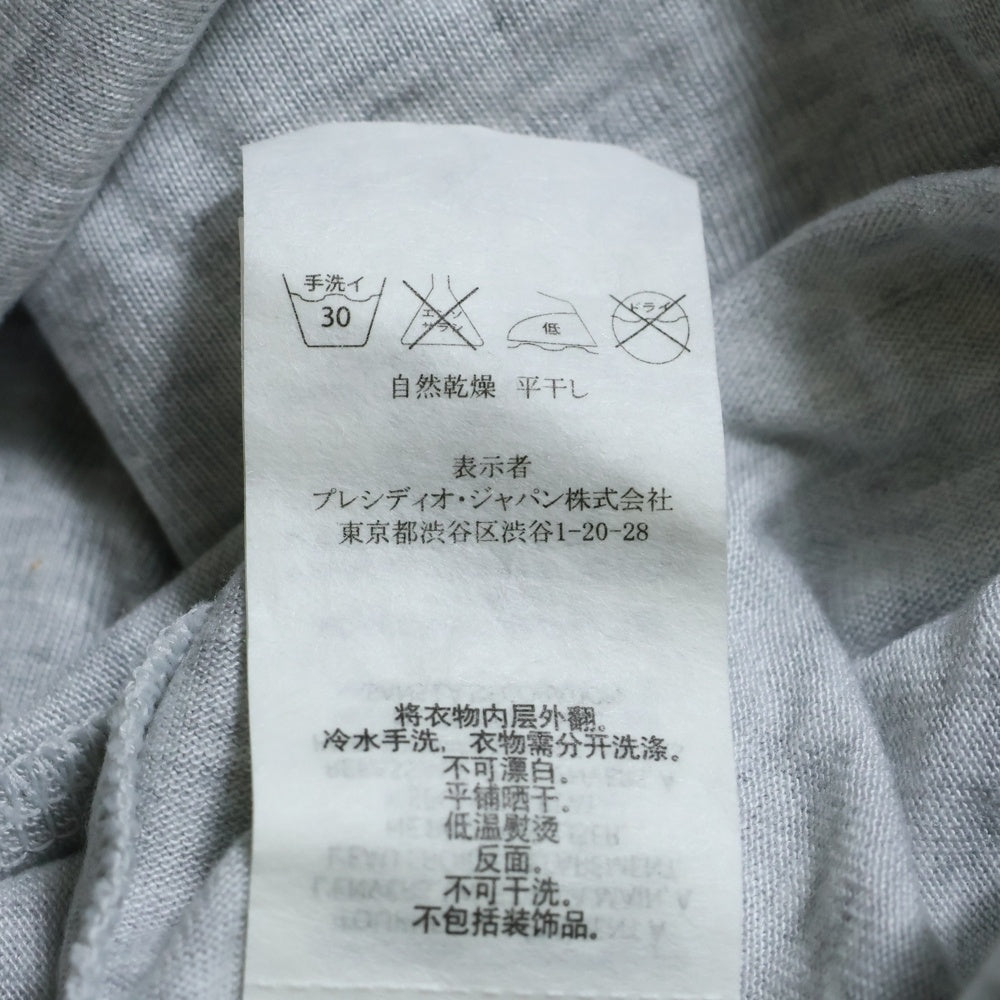 手洗イ
30
エンソ
サラシ
低
ドライ
自然乾燥 平干し
表示者
プレシディオ・ジャパン株式会社
東京都渋谷区渋谷1-20-28
将衣物内层外翻。
冷水手洗，衣物需分开洗涤。
不可漂白。
平铺晒干。
低温熨烫
反面。
不可干洗。
不包括装饰品。